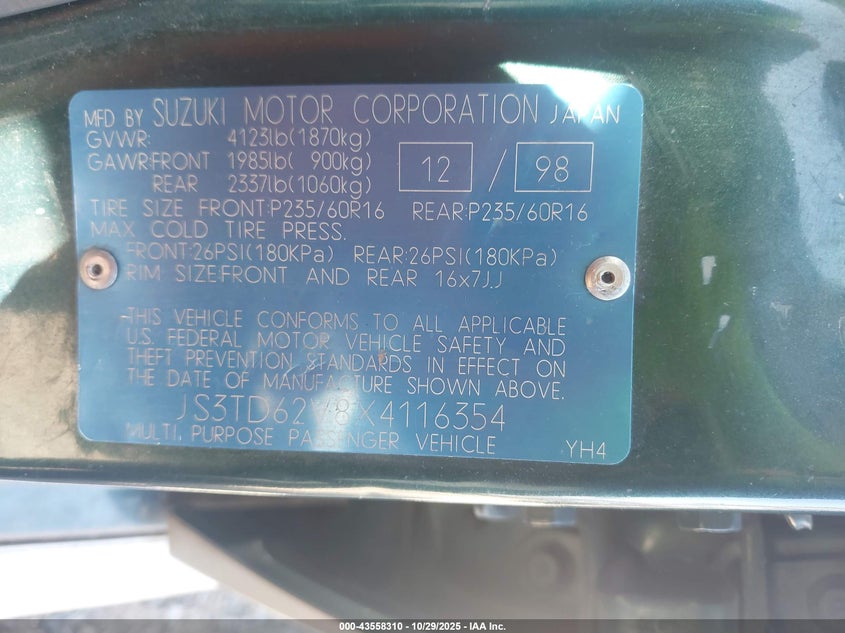 MFD BY SUZUKI MOTOR CORPORATION JAPAN
GVWR: 4123lb(1870kg)
GAWR:FRONT 1985lb( 900kg) 12 / 98
REAR 2337lb(1060kg)
TIRE SIZE FRONT:P235/60R16 REAR:P235/60R16
MAX COLD TIRE PRESS.
FRONT:26PSI(180KPa) REAR:26PSI(180KPa)
RIM SIZE:FRONT AND REAR 16x7JJ
THIS VEHICLE CONFORMS TO ALL APPLICABLE
U.S. FEDERAL MOTOR VEHICLE SAFETY AND
THEFT PREVENTION STANDARDS IN EFFECT ON
THE DATE OF MANUFACTURE SHOWN ABOVE.
JS3TD62V8X4116354
MULTI PURPOSE PASSENGER VEHICLE YH4
000-43558310 - 10/29/2025 - IAA Inc.